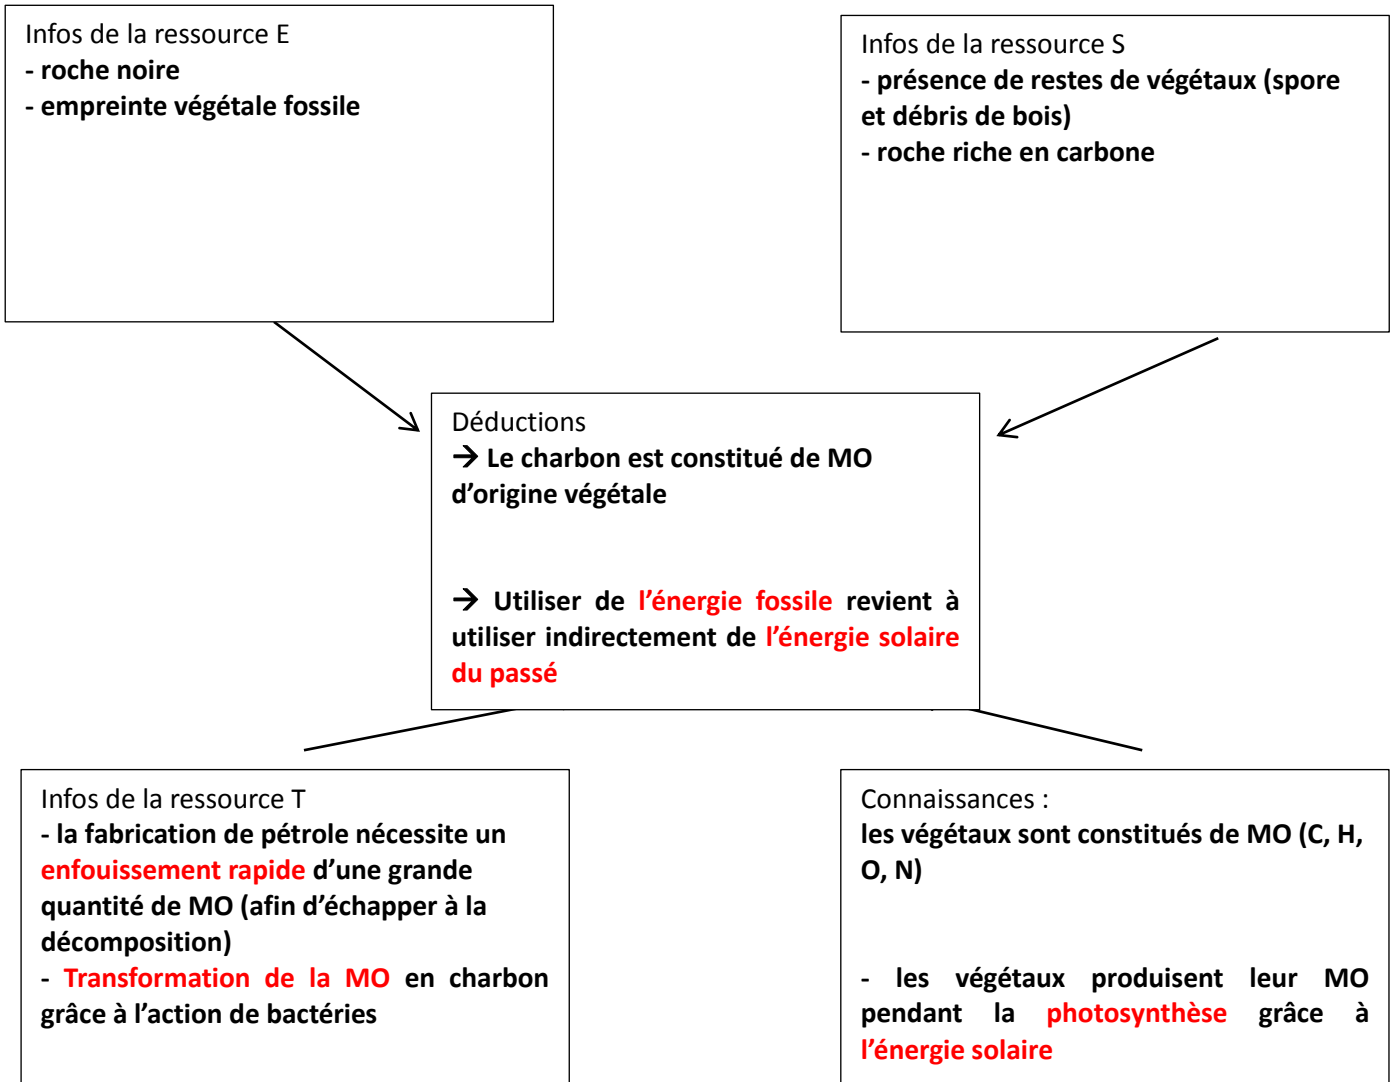 Infos de la ressource E
- roche noire
- empreinte végétale fossile
Infos de la ressource S
- présence de restes de végétaux (spore
et débris de bois)
- roche riche en carbone
Déductions
→ Le charbon est constitué de MO
d’origine végétale
→ Utiliser de l’énergie fossile revient à
utiliser indirectement de l’énergie solaire
du passé
Infos de la ressource T
- la fabrication de pétrole nécessite un
enfouissement rapide d’une grande
quantité de MO (afin d’échapper à la
décomposition)
- Transformation de la MO en charbon
grâce à l’action de bactéries
Connaissances :
les végétaux sont constitués de MO (C, H,
O, N)
- les végétaux produisent leur MO
pendant la photosynthèse grâce à
l’énergie solaire